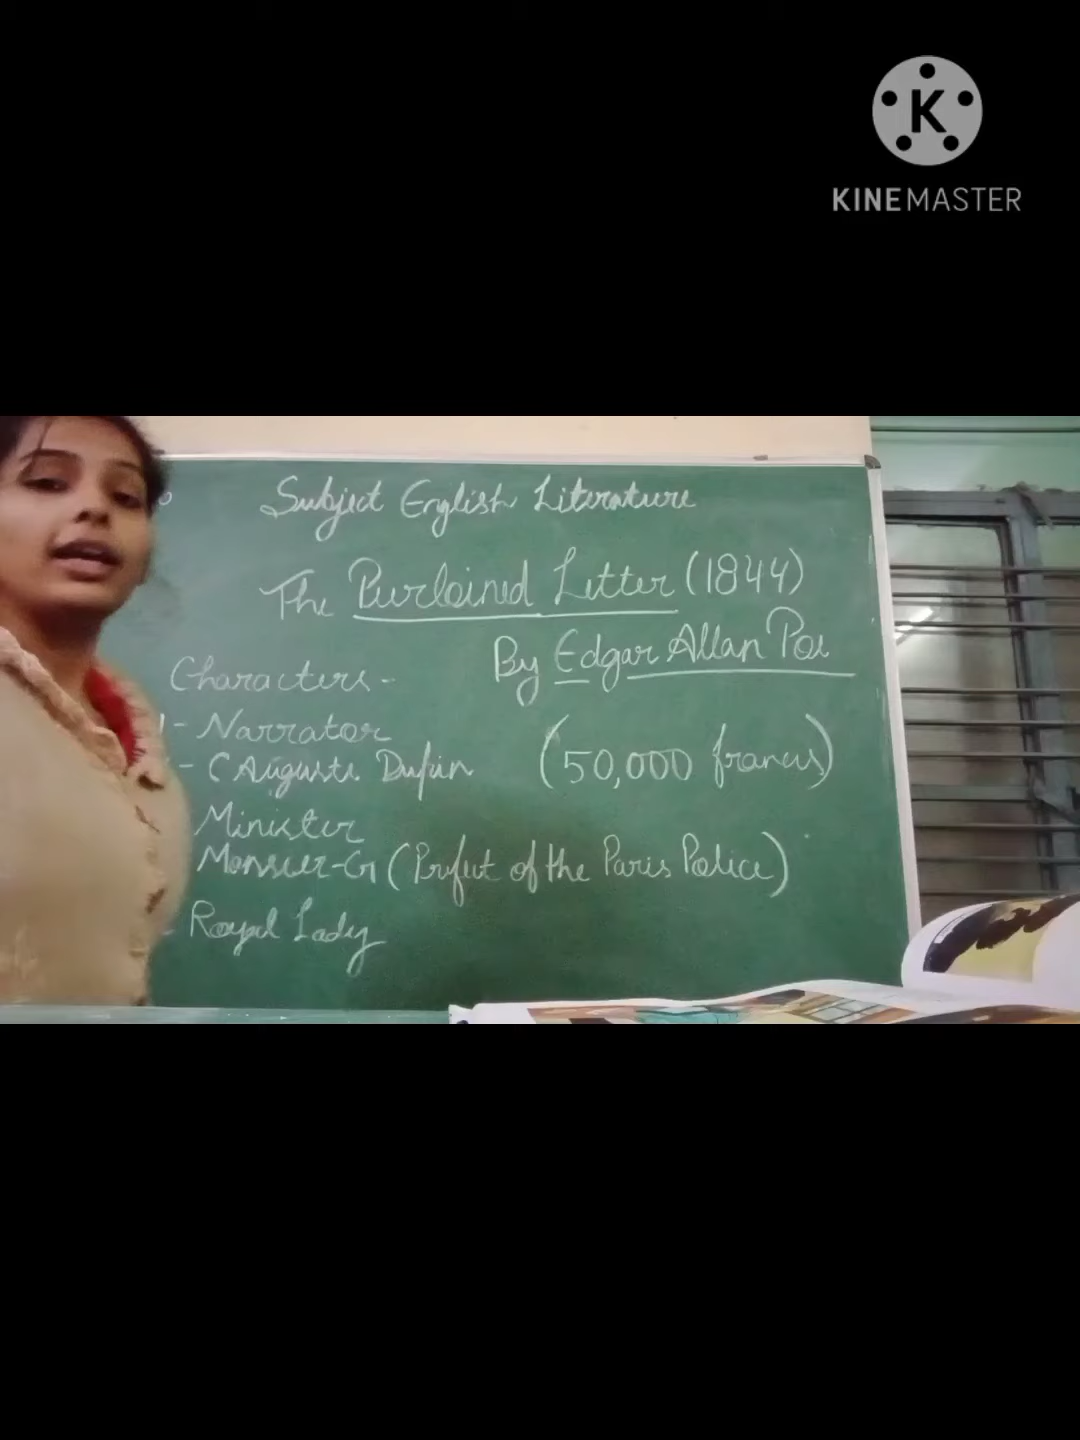 K
KINEMASTER
Subject English Literature
The Purloined Letter (1844)
By Edgar Allan Poe
Characters -
1- Narrator
- C Auguste Dupin
(50,000 francs)
Minister
Monsieur-G (Prefect of the Paris Police)
- Royal Lady